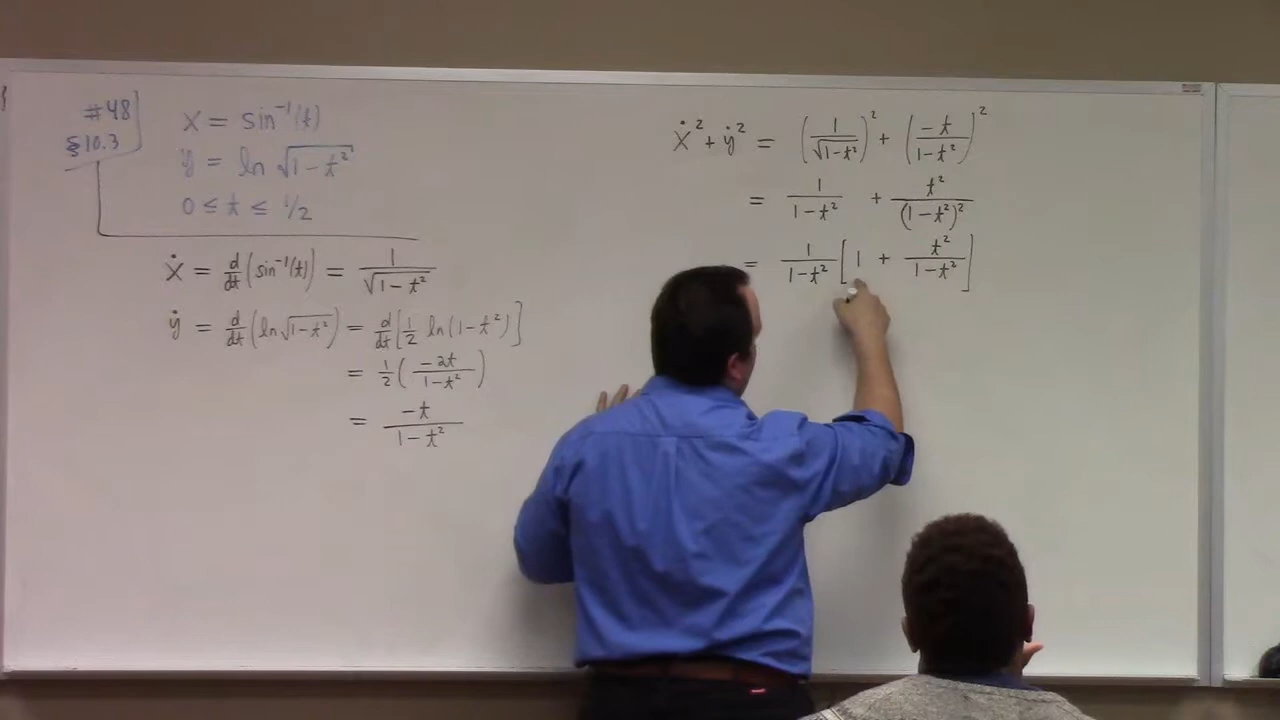 #48
§10.3
x = sin⁻¹(t)
y = ln √(1-t²)
0 ≤ t ≤ 1/2
ẋ = d/dt (sin⁻¹(t)) = 1/√(1-t²)
ẏ = d/dt (ln √(1-t²)) = d/dt [1/2 ln(1-t²)]
= 1/2 (-2t/(1-t²))
= -t/(1-t²)
ẋ² + ẏ² = (1/√(1-t²))² + (-t/(1-t²))²
= 1/(1-t²) + t²/(1-t²)²
= 1/(1-t²) [1 + t²/(1-t²)]